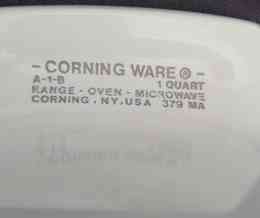 - CORNING WARE ® -
A-1-B 1 QUART
RANGE - OVEN - MICROWAVE
CORNING . NY. USA 379 MA